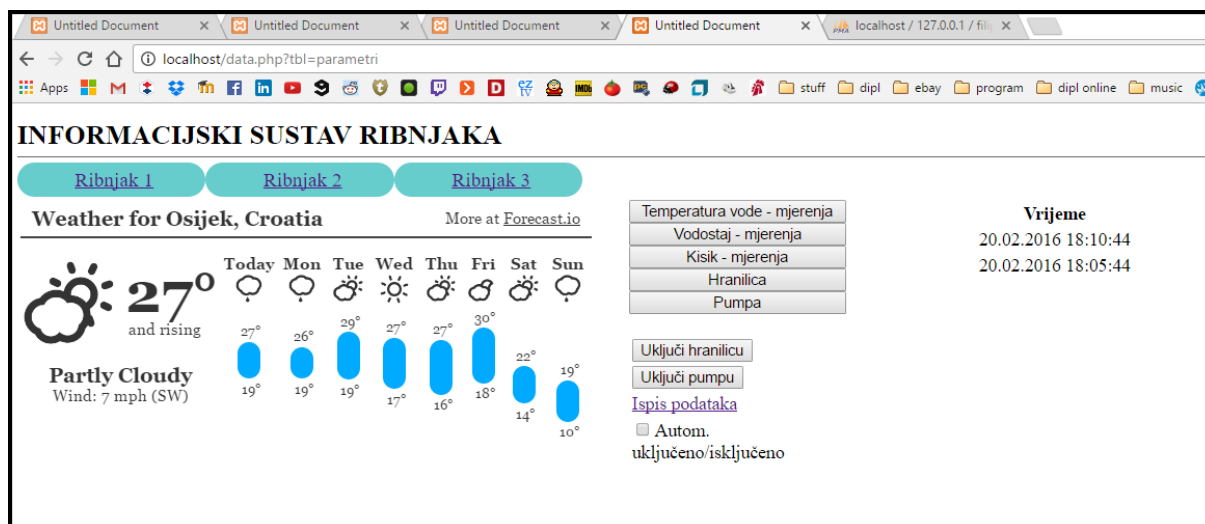 Untitled Document
Untitled Document
Untitled Document
Untitled Document
localhost / 127.0.0.1 /
localhost/data.php?tbl=parametri
Apps
stuff
dipl
ebay
program
dipl online
music
INFORMACIJSKI SUSTAV RIBNJAKA
Ribnjak 1
Ribnjak 2
Ribnjak 3
Weather for Osijek, Croatia
More at Forecast.io
27°
and rising
Partly Cloudy
Wind: 7 mph (SW)
Today Mon Tue Wed Thu Fri Sat Sun
27° 26° 29° 27° 27° 30° 22° 19°
19° 19° 19° 17° 16° 18° 14° 10°
Temperatura vode - mjerenja
Vodostaj - mjerenja
Kisik - mjerenja
Hranilica
Pumpa
Uključi hranilicu
Uključi pumpu
Ispis podataka
Autom.
uključeno/isključeno
Vrijeme
20.02.2016 18:10:44
20.02.2016 18:05:44